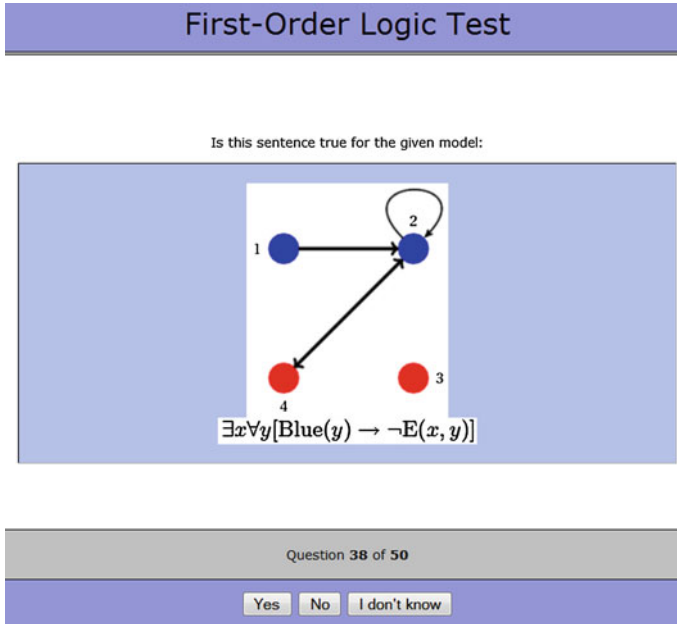 First-Order Logic Test
Is this sentence true for the given model:
2
1
3
4
∃x∀y[Blue(y) → ¬E(x, y)]
Question 38 of 50
Yes No I don't know